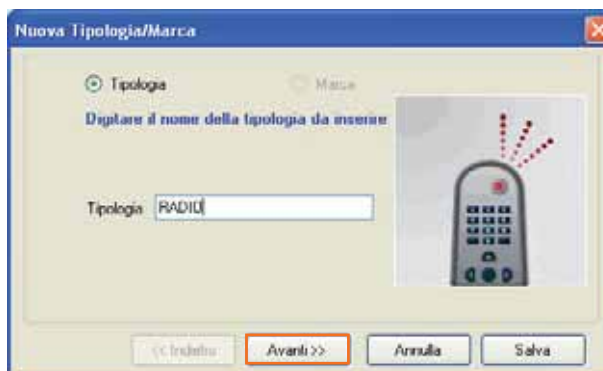 Nuova Tipologia/Marca
Tipologia Marca
Digitare il nome della tipologia da inserire
Tipologia RADIO
<< Indietro Avanti >> Annulla Salva